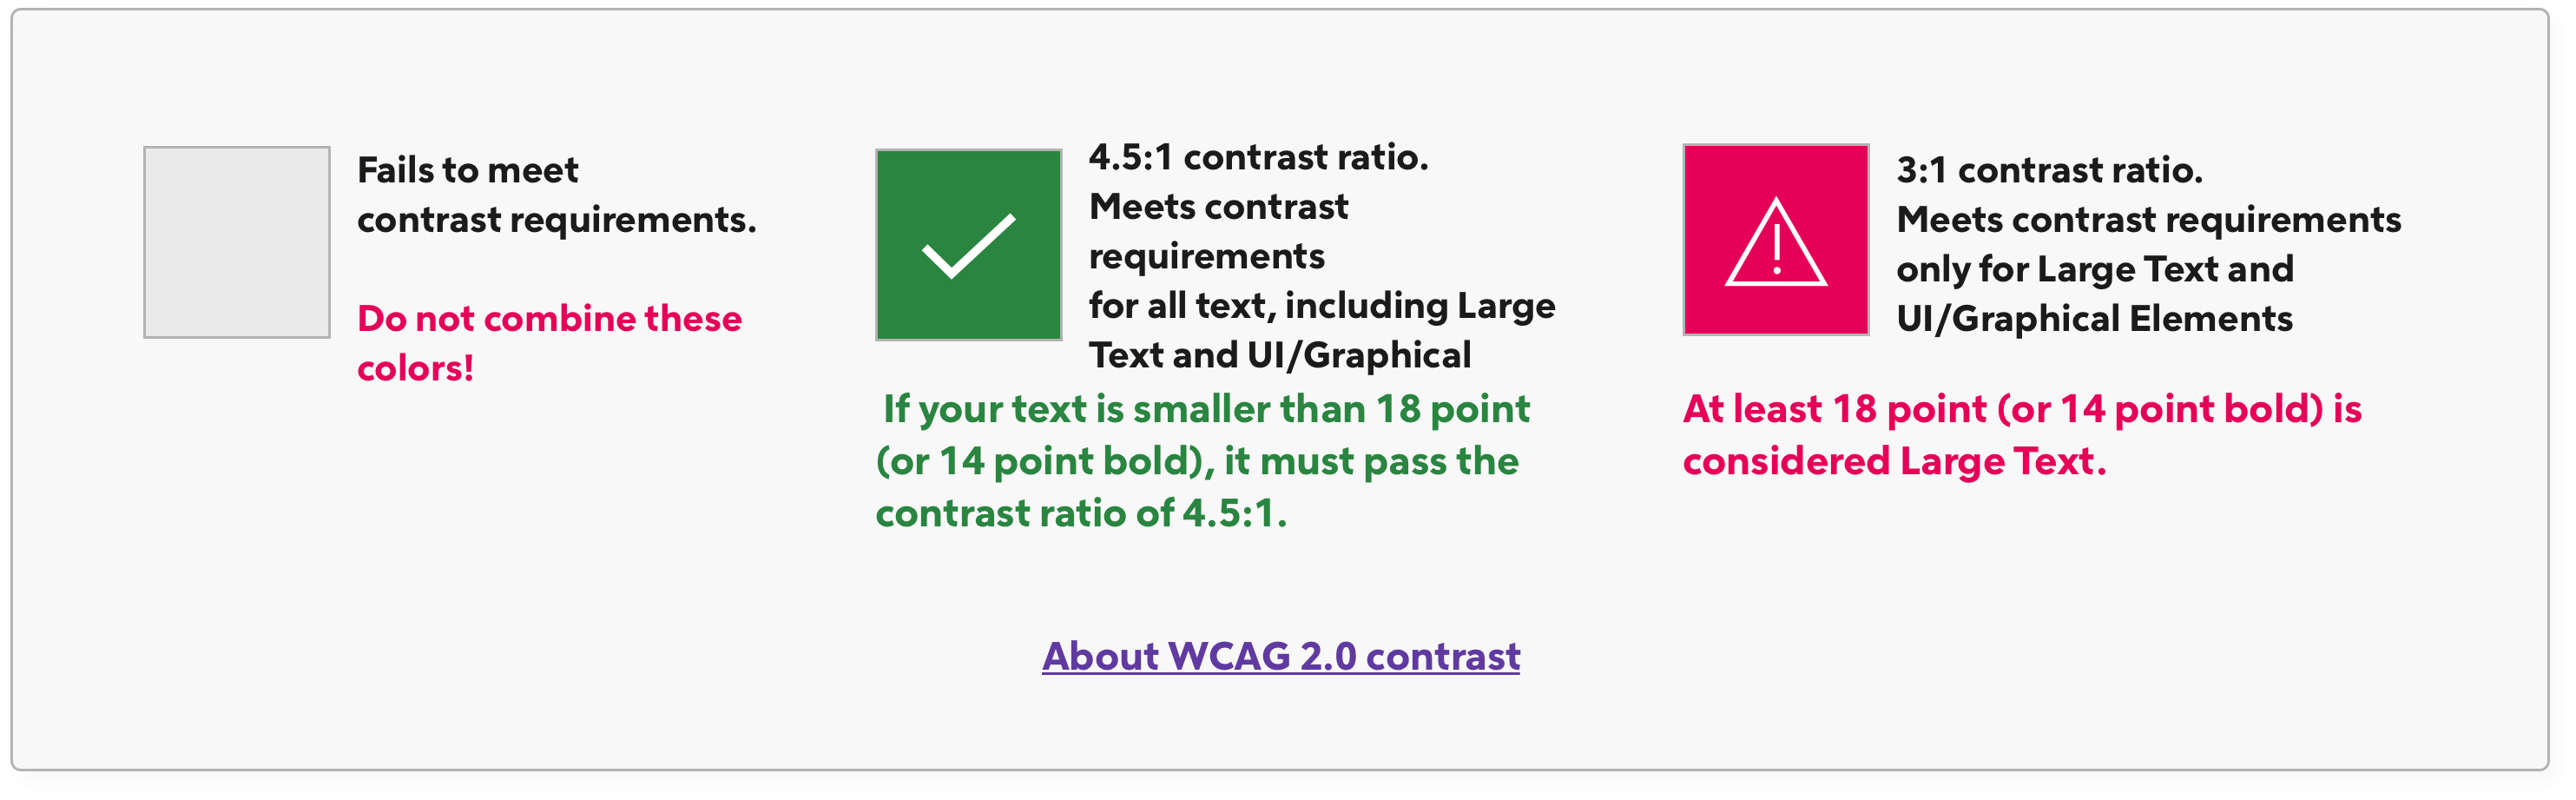 Fails to meet
contrast requirements.
Do not combine these
colors!
4.5:1 contrast ratio.
Meets contrast
requirements
for all text, including Large
Text and UI/Graphical
If your text is smaller than 18 point
(or 14 point bold), it must pass the
contrast ratio of 4.5:1.
3:1 contrast ratio.
Meets contrast requirements
only for Large Text and
UI/Graphical Elements
At least 18 point (or 14 point bold) is
considered Large Text.
About WCAG 2.0 contrast